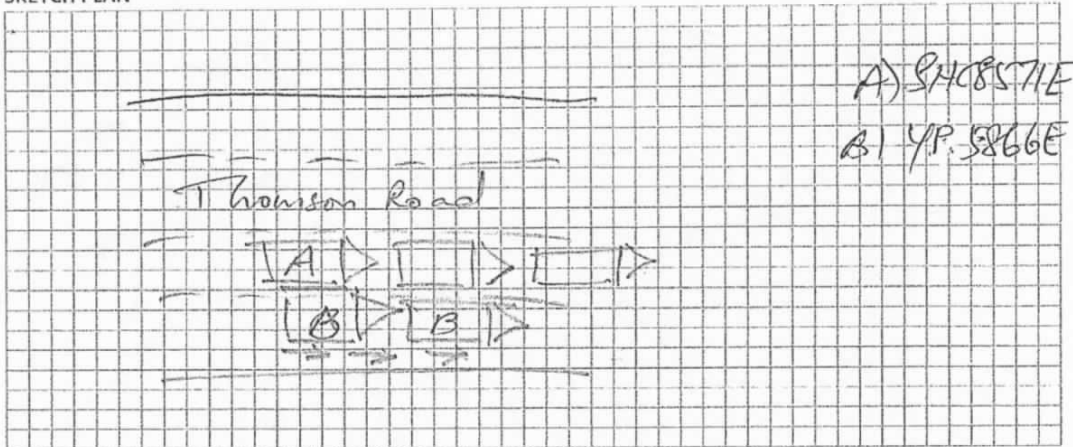 SKETCH PLAN
A) SHC8571E
B) YP.5866E
Thomson Road
A
B B